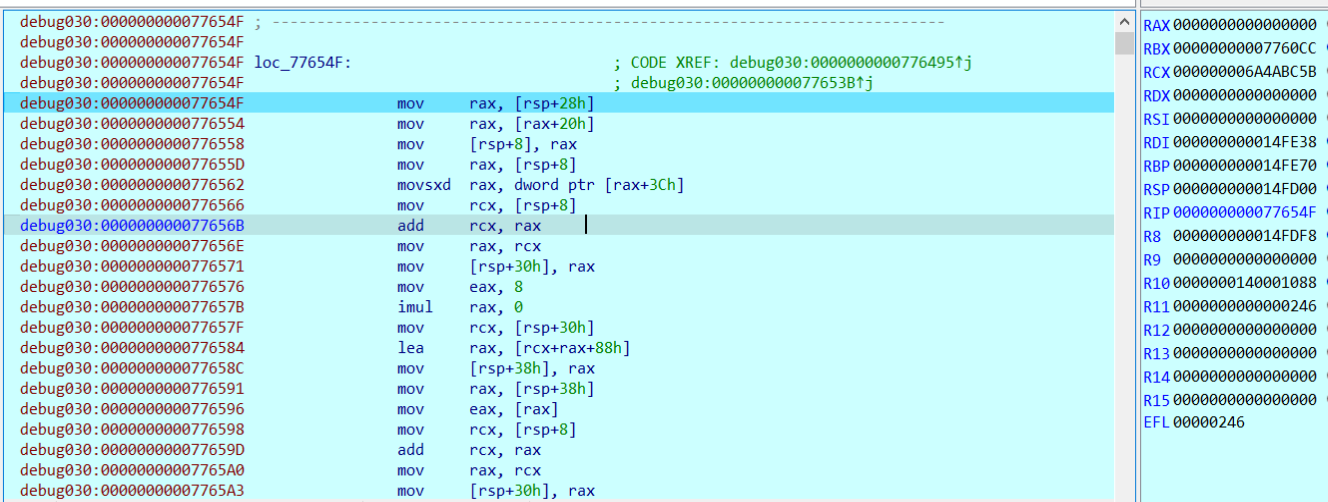 debug030:000000000077654F ; ---------------------------------------------------------------------------
debug030:000000000077654F
debug030:000000000077654F loc_77654F: ; CODE XREF: debug030:0000000000776495↑j
debug030:000000000077654F ; debug030:000000000077653B↑j
debug030:000000000077654F mov rax, [rsp+28h]
debug030:0000000000776554 mov rax, [rax+20h]
debug030:0000000000776558 mov [rsp+8], rax
debug030:000000000077655D mov rax, [rsp+8]
debug030:0000000000776562 movsxd rax, dword ptr [rax+3Ch]
debug030:0000000000776566 mov rcx, [rsp+8]
debug030:000000000077656B add rcx, rax
debug030:000000000077656E mov rax, rcx
debug030:0000000000776571 mov [rsp+30h], rax
debug030:0000000000776576 mov eax, 8
debug030:000000000077657B imul rax, 0
debug030:000000000077657F mov rcx, [rsp+30h]
debug030:0000000000776584 lea rax, [rcx+rax+88h]
debug030:000000000077658C mov [rsp+38h], rax
debug030:0000000000776591 mov rax, [rsp+38h]
debug030:0000000000776596 mov eax, [rax]
debug030:0000000000776598 mov rcx, [rsp+8]
debug030:000000000077659D add rcx, rax
debug030:00000000007765A0 mov rax, rcx
debug030:00000000007765A3 mov [rsp+30h], rax
RAX 0000000000000000
RBX 00000000007760CC
RCX 000000006A4ABC5B
RDX 0000000000000000
RSI 0000000000000000
RDI 000000000014FE38
RBP 000000000014FE70
RSP 000000000014FD00
RIP 000000000077654F
R8 000000000014FDF8
R9 0000000000000000
R10 0000000140001088
R11 0000000000000246
R12 0000000000000000
R13 0000000000000000
R14 0000000000000000
R15 0000000000000000
EFL 00000246